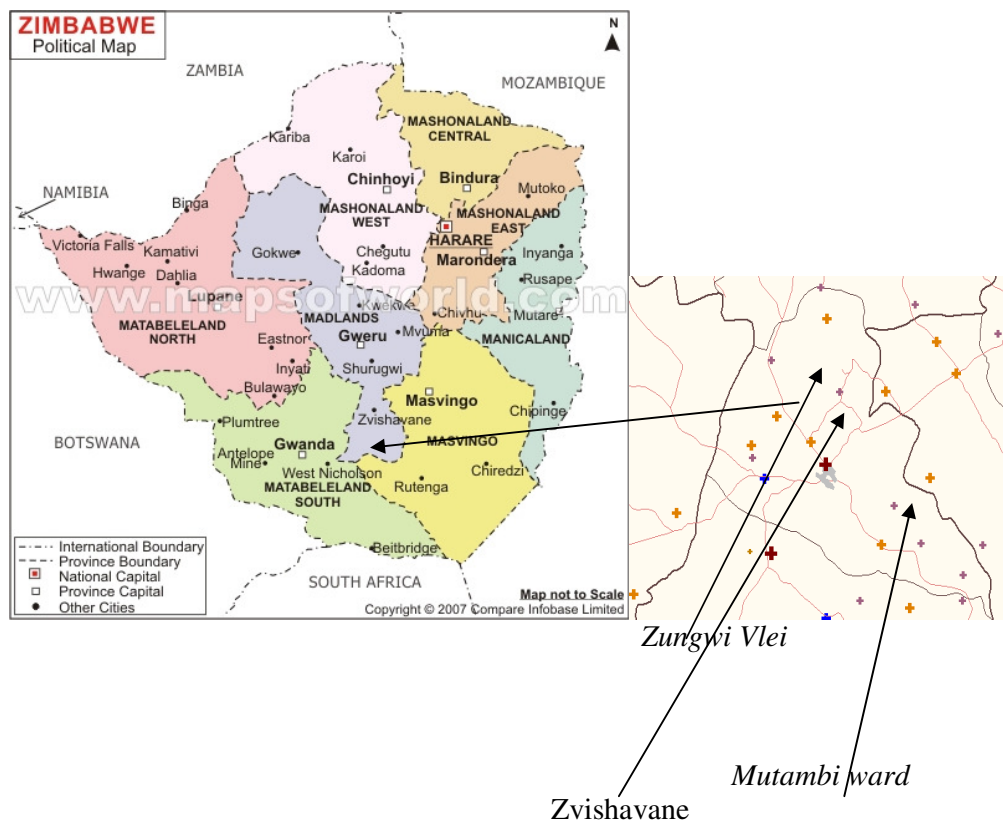 ZIMBABWE
Political Map
N
ZAMBIA
MOZAMBIQUE
MASHONALAND
CENTRAL
Kariba
Karoi
Chinhoyi
Bindura
Mutoko
NAMIBIA
Binga
MASHONALAND
WEST
MASHONALAND
EAST
HARARE
Victoria Falls
Kamativi
Gokwe
Chegutu
Marondera
Inyanga
Hwange
Dahlia
Kadoma
Rusape
www.mapsofworld.com
Lupane
Kwekwe
Chivhu
Mutare
MATABELELAND
NORTH
MADLANDS
Gweru
Mvuma
MANICALAND
Eastnor
Inyati
Shurugwi
Bulawayo
Masvingo
Plumtree
Zvishavane
Chipinge
BOTSWANA
Gwanda
MASVINGO
Antelope
Mine
West Nicholson
Chiredzi
MATABELELAND
SOUTH
Rutenga
Beitbridge
SOUTH AFRICA
International Boundary
Province Boundary
National Capital
Province Capital
Other Cities
Map not to Scale
Copyright © 2007 Compare Infobase Limited
Zungwi Vlei
Mutambi ward
Zvishavane